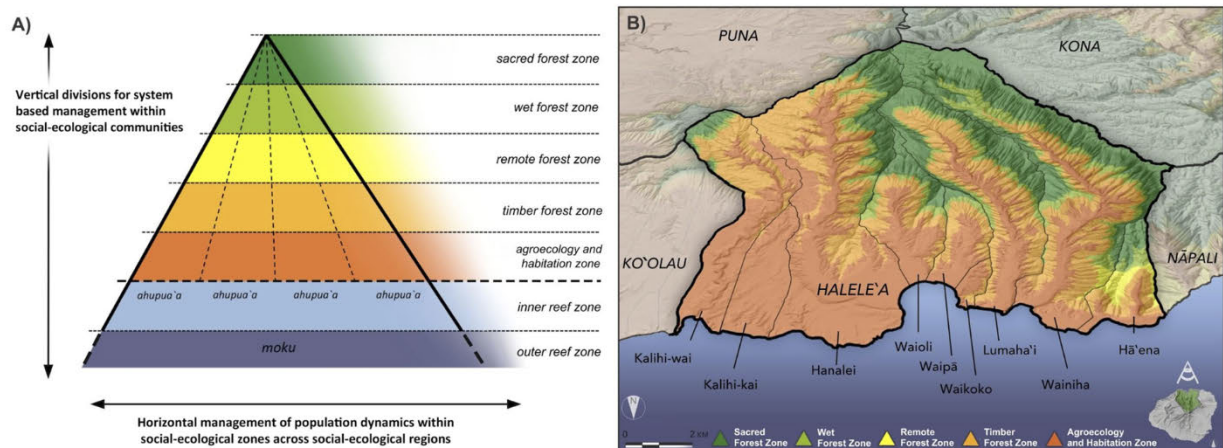 A)
Vertical divisions for system
based management within
social-ecological communities
sacred forest zone
wet forest zone
remote forest zone
timber forest zone
agroecology and
habitation zone
ahupua`a
ahupua`a
ahupua`a
ahupua`a
inner reef zone
moku
outer reef zone
Horizontal management of population dynamics within
social-ecological zones across social-ecological regions
B)
PUNA
KONA
KO`OLAU
HALELE`A
NĀPALI
Kalihi-wai
Kalihi-kai
Hanalei
Waioli
Waipā
Waikoko
Lumaha`i
Wainiha
Hā`ena
N
0
2 KM
Sacred
Forest Zone
Wet
Forest Zone
Remote
Forest Zone
Timber
Forest Zone
Agroecology
and Habitation Zone